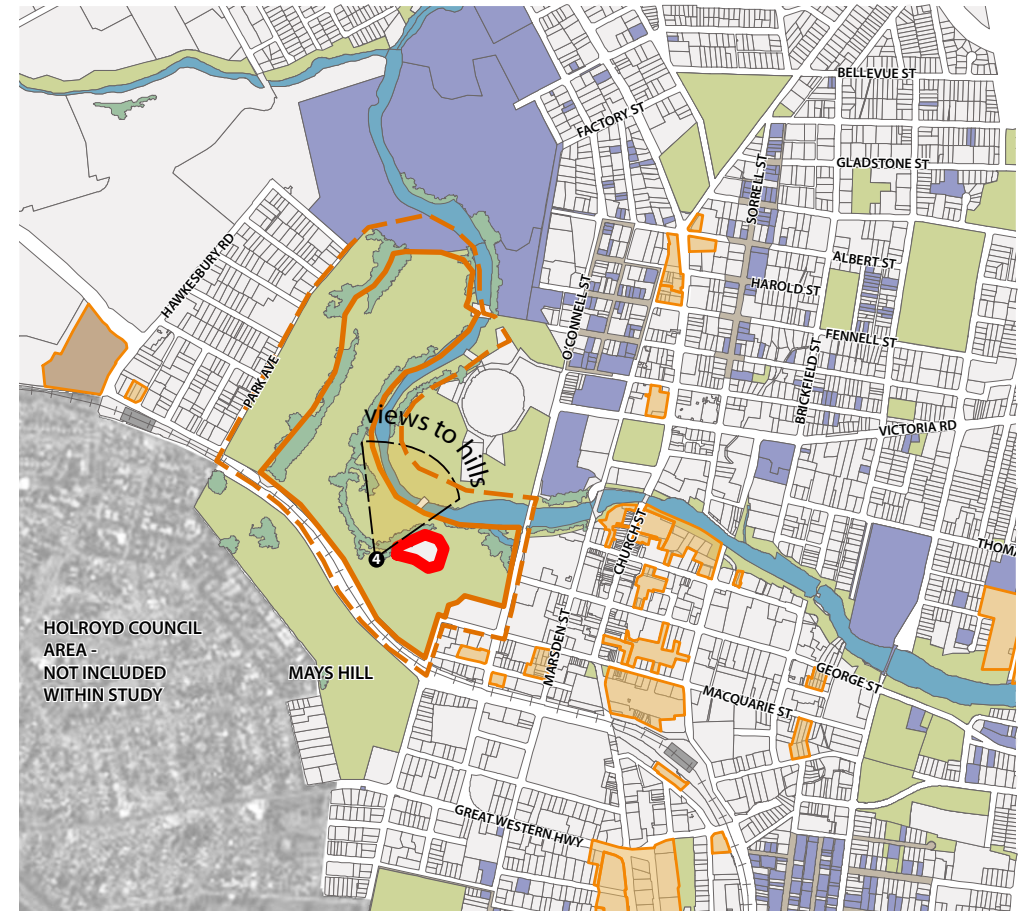 BELLEVUE ST
FACTORY ST
GLADSTONE ST
SORRELL ST
HAWKESBURY RD
ALBERT ST
HAROLD ST
O'CONNELL ST
FENNELL ST
PARK AVE
BRICKFIELD ST
VICTORIA RD
views to hills
CHURCH ST
4
HOLROYD COUNCIL
AREA -
NOT INCLUDED
WITHIN STUDY
MAYS HILL
MARSDEN ST
GEORGE ST
MACQUARIE ST
GREAT WESTERN HWY